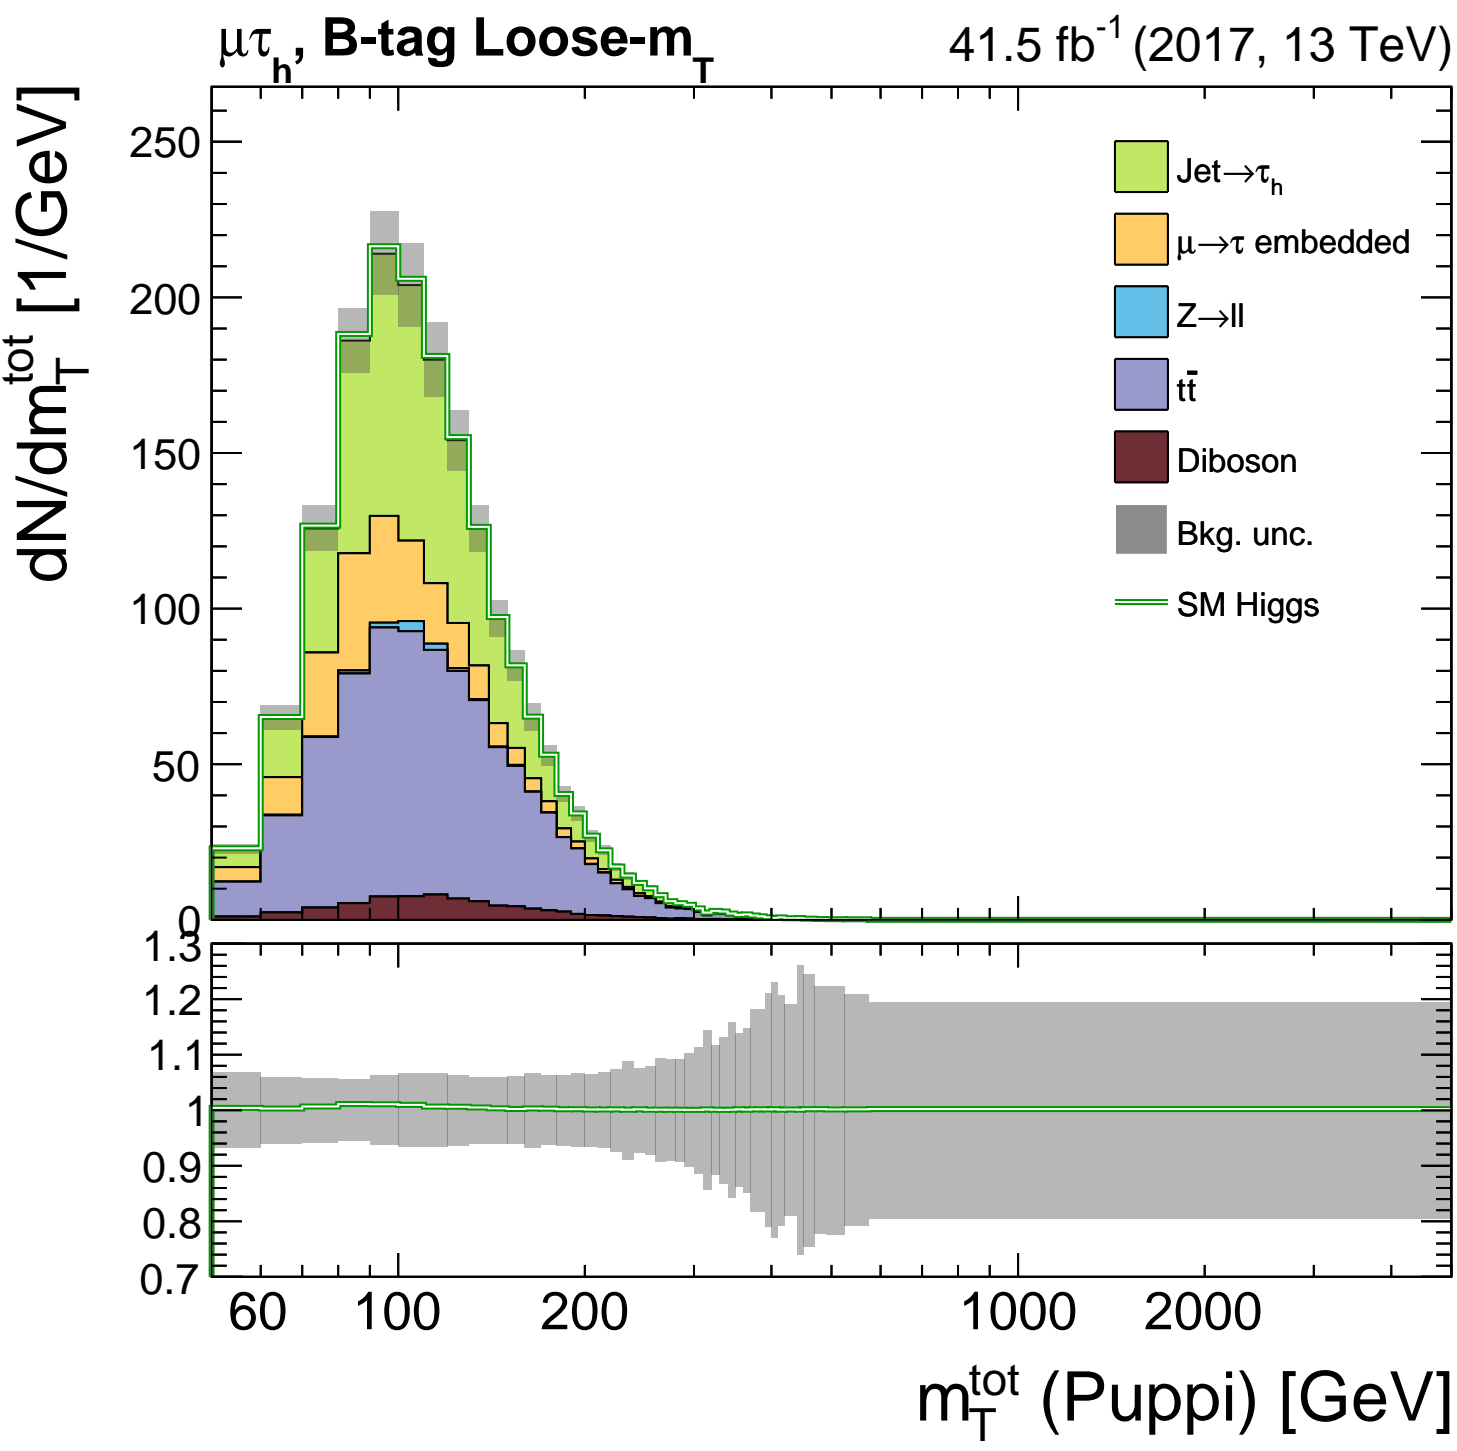 μτh, B-tag Loose-mT
41.5 fb-1 (2017, 13 TeV)
dN/dmTtot [1/GeV]
250
200
150
100
50
0
Jet→τh
μ→τ embedded
Z→ll
tt̄
Diboson
Bkg. unc.
SM Higgs
1.3
1.2
1.1
1
0.9
0.8
0.7
60 100 200 1000 2000
mTtot (Puppi) [GeV]